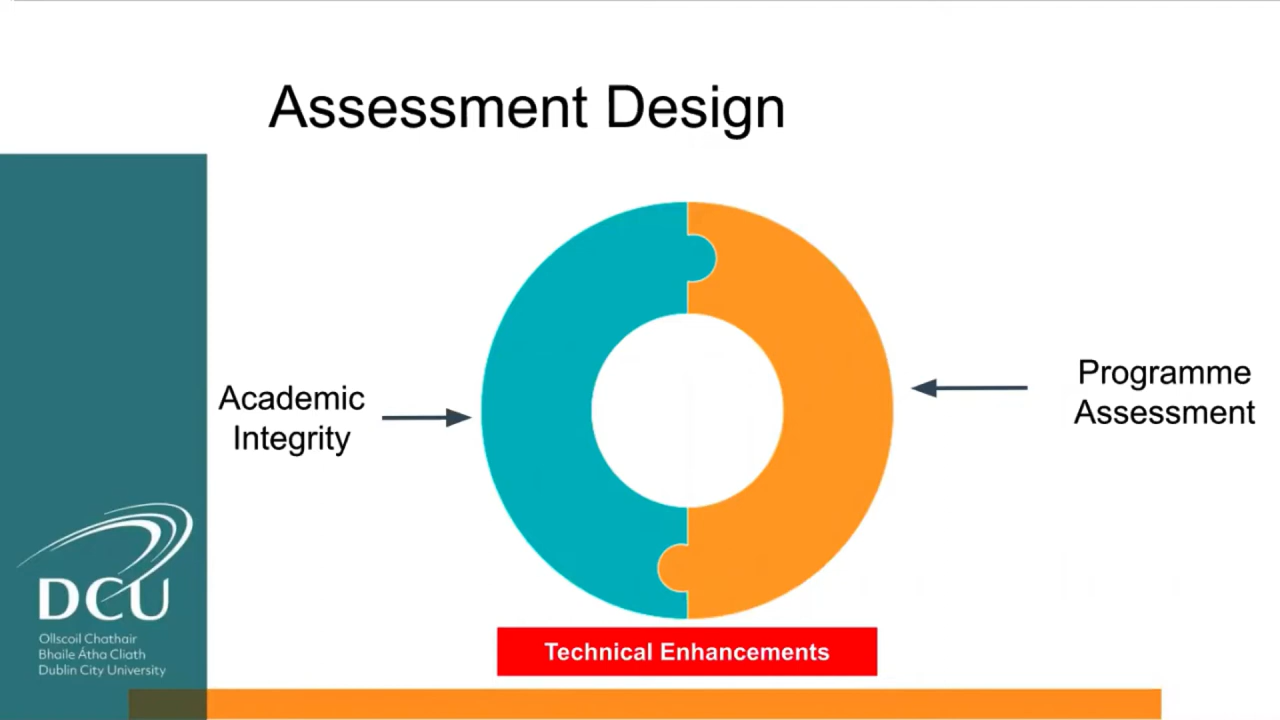 Assessment Design
Academic
Integrity
Programme
Assessment
Technical Enhancements
DCU
Ollscoil Chathair
Bhaile Átha Cliath
Dublin City University